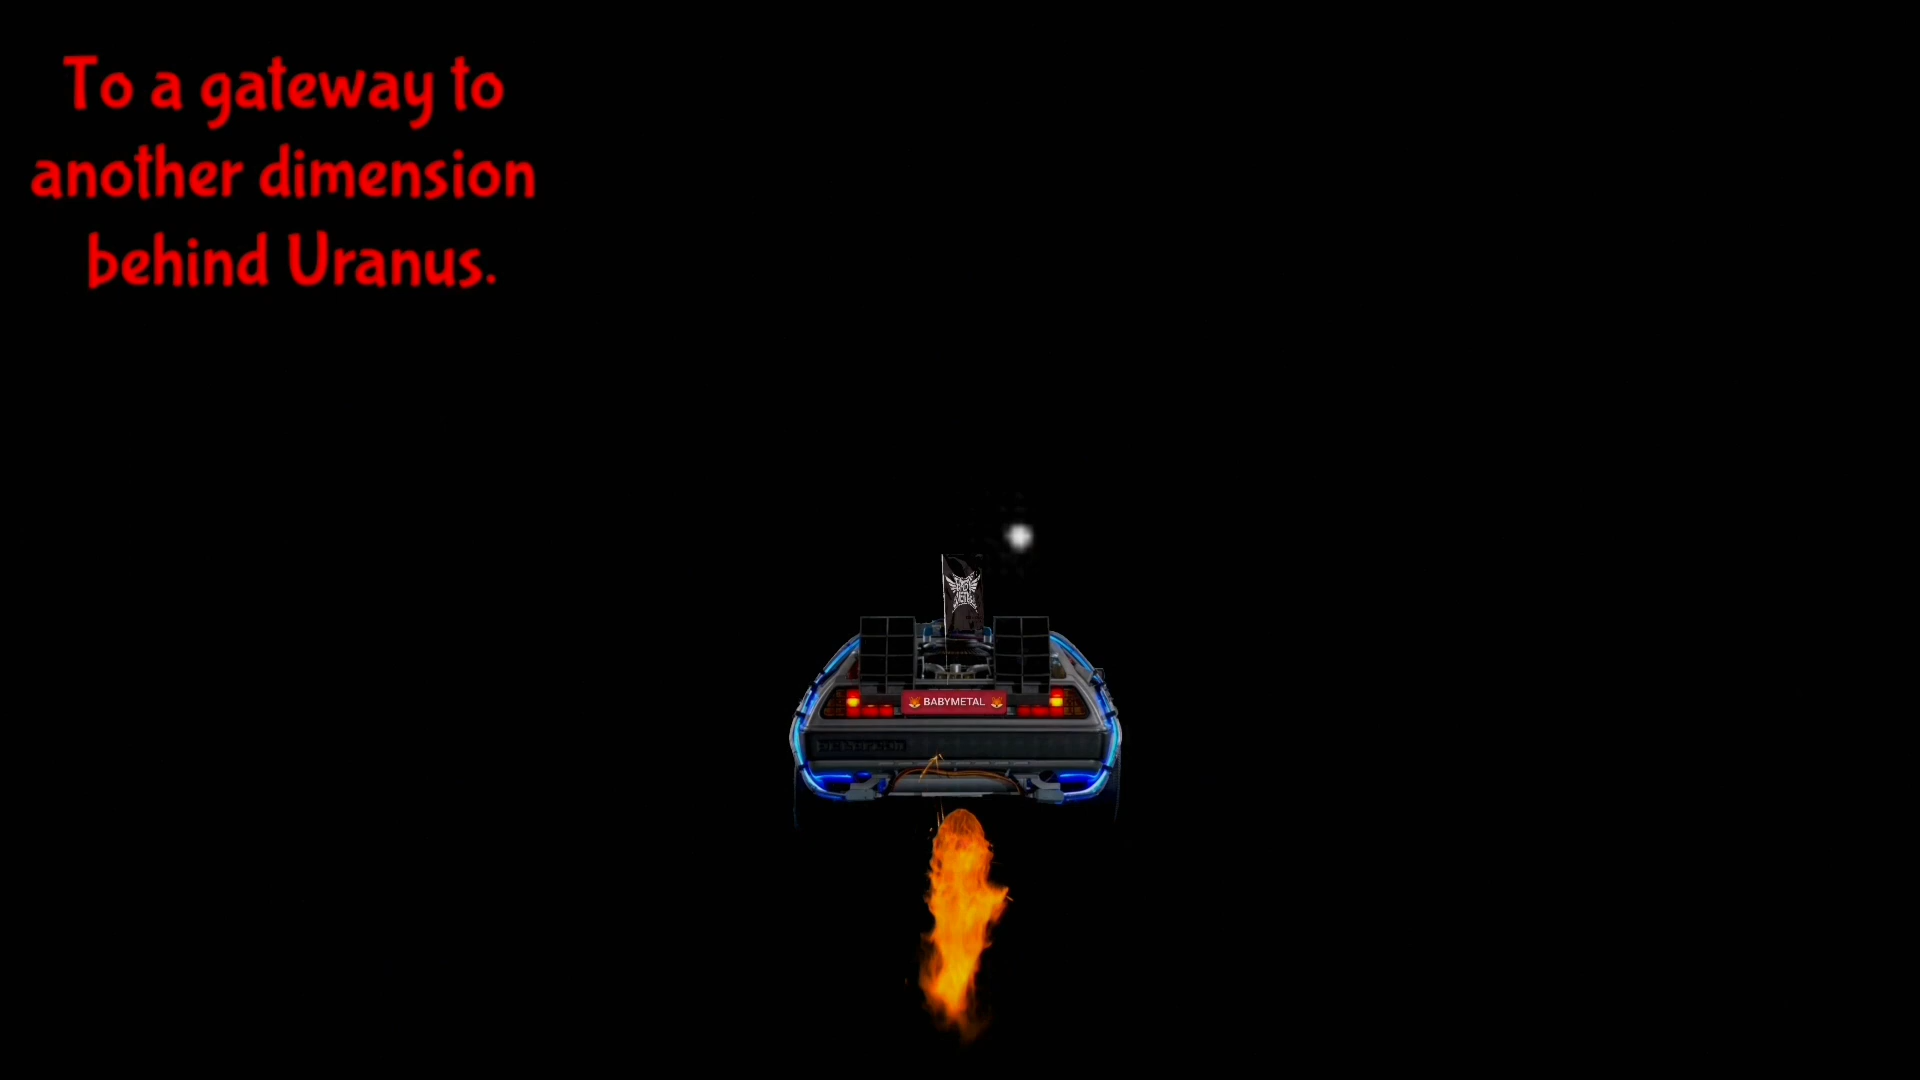 To a gateway to
another dimension
behind Uranus.
BABYMETAL